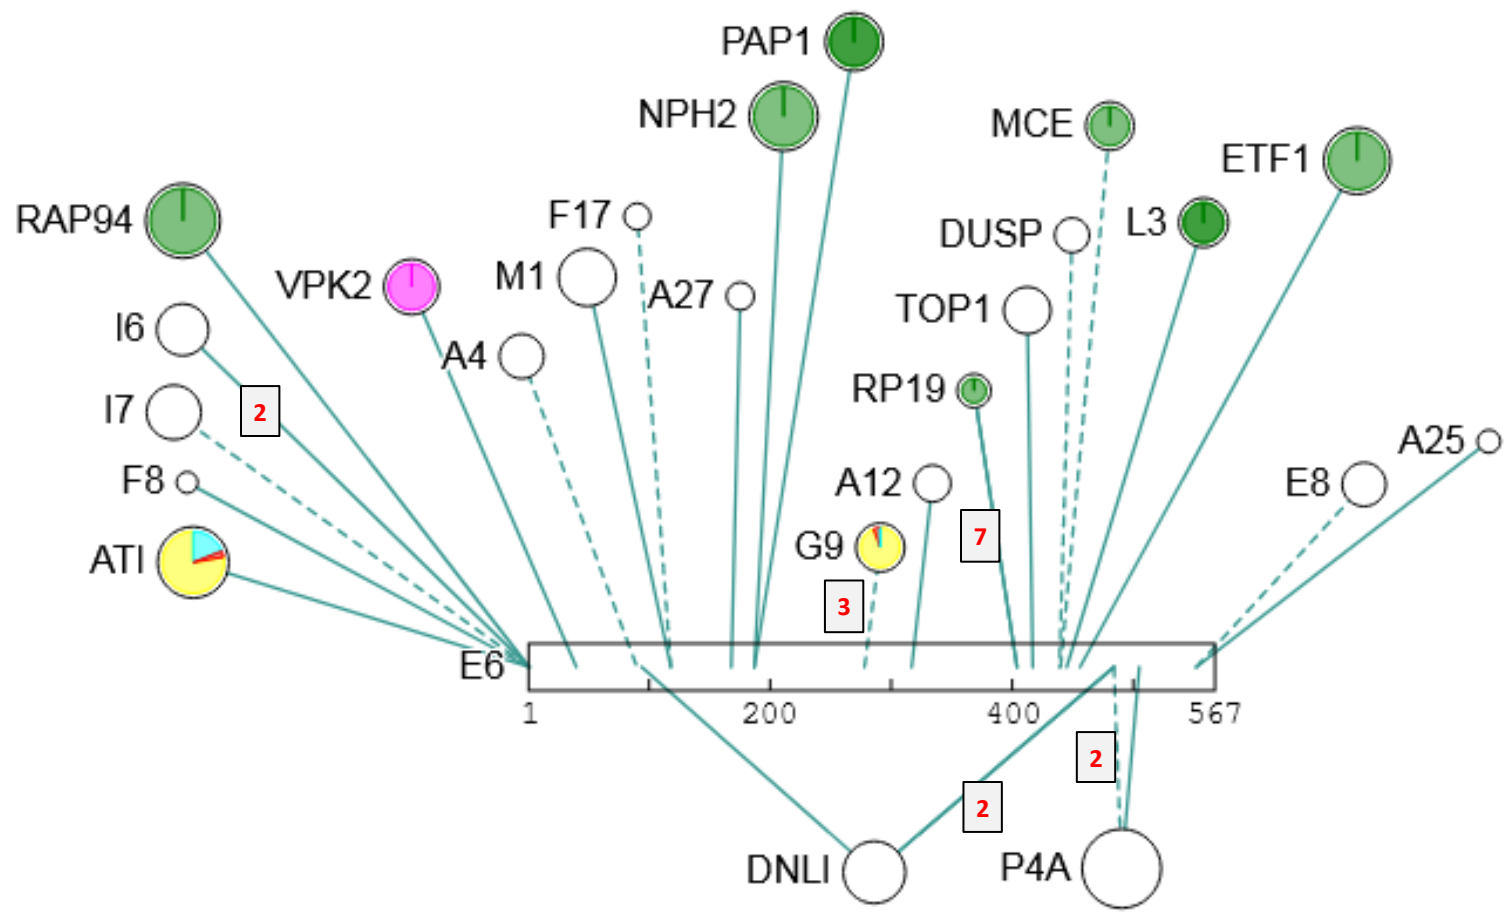 PAP1
NPH2
MCE
ETF1
RAP94
F17
DUSP
L3
VPK2
M1
A27
I6
TOP1
A4
RP19
I7
2
A25
F8
A12
E8
7
G9
ATI
3
E6
1
200
400
567
2
2
DNLI
P4A